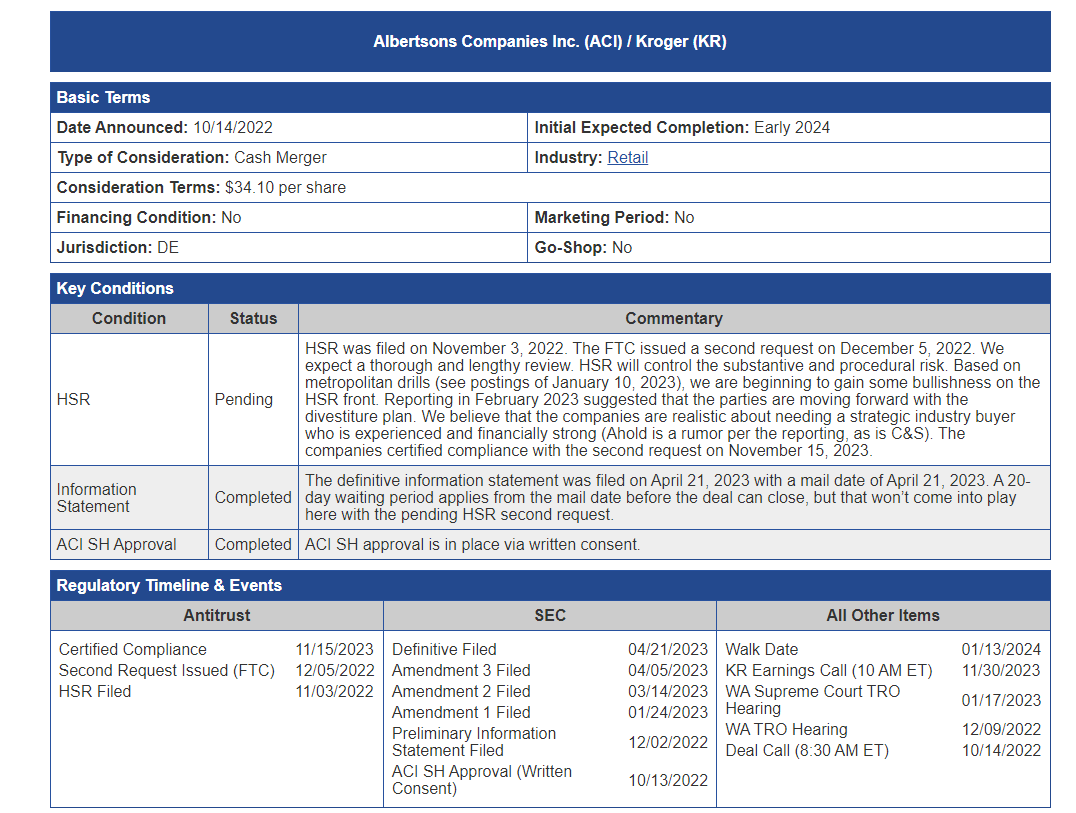 Albertsons Companies Inc. (ACI) / Kroger (KR)
Basic Terms
Date Announced: 10/14/2022
Initial Expected Completion: Early 2024
Type of Consideration: Cash Merger
Industry: Retail
Consideration Terms: $34.10 per share
Financing Condition: No
Marketing Period: No
Jurisdiction: DE
Go-Shop: No
Key Conditions
Condition
Status
Commentary
HSR
Pending
HSR was filed on November 3, 2022. The FTC issued a second request on December 5, 2022. We
expect a thorough and lengthy review. HSR will control the substantive and procedural risk. Based on
metropolitan drills (see postings of January 10, 2023), we are beginning to gain some bullishness on the
HSR front. Reporting in February 2023 suggested that the parties are moving forward with the
divestiture plan. We believe that the companies are realistic about needing a strategic industry buyer
who is experienced and financially strong (Ahold is a rumor per the reporting, as is C&S). The
companies certified compliance with the second request on November 15, 2023.
Information
Statement
Completed
The definitive information statement was filed on April 21, 2023 with a mail date of April 21, 2023. A 20-
day waiting period applies from the mail date before the deal can close, but that won't come into play
here with the pending HSR second request.
ACI SH Approval
Completed
ACI SH approval is in place via written consent.
Regulatory Timeline & Events
Antitrust
SEC
All Other Items
Certified Compliance 11/15/2023
Second Request Issued (FTC) 12/05/2022
HSR Filed 11/03/2022
Definitive Filed 04/21/2023
Amendment 3 Filed 04/05/2023
Amendment 2 Filed 03/14/2023
Amendment 1 Filed 01/24/2023
Preliminary Information
Statement Filed 12/02/2022
ACI SH Approval (Written
Consent) 10/13/2022
Walk Date 01/13/2024
KR Earnings Call (10 AM ET) 11/30/2023
WA Supreme Court TRO
Hearing 01/17/2023
WA TRO Hearing 12/09/2022
Deal Call (8:30 AM ET) 10/14/2022